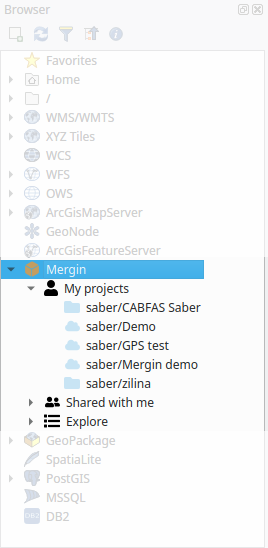 Browser
Favorites
Home
/
WMS/WMTS
XYZ Tiles
WCS
WFS
OWS
ArcGisMapServer
GeoNode
ArcGisFeatureServer
Mergin
My projects
saber/CABFAS Saber
saber/Demo
saber/GPS test
saber/Mergin demo
saber/zilina
Shared with me
Explore
GeoPackage
SpatiaLite
PostGIS
MSSQL
DB2